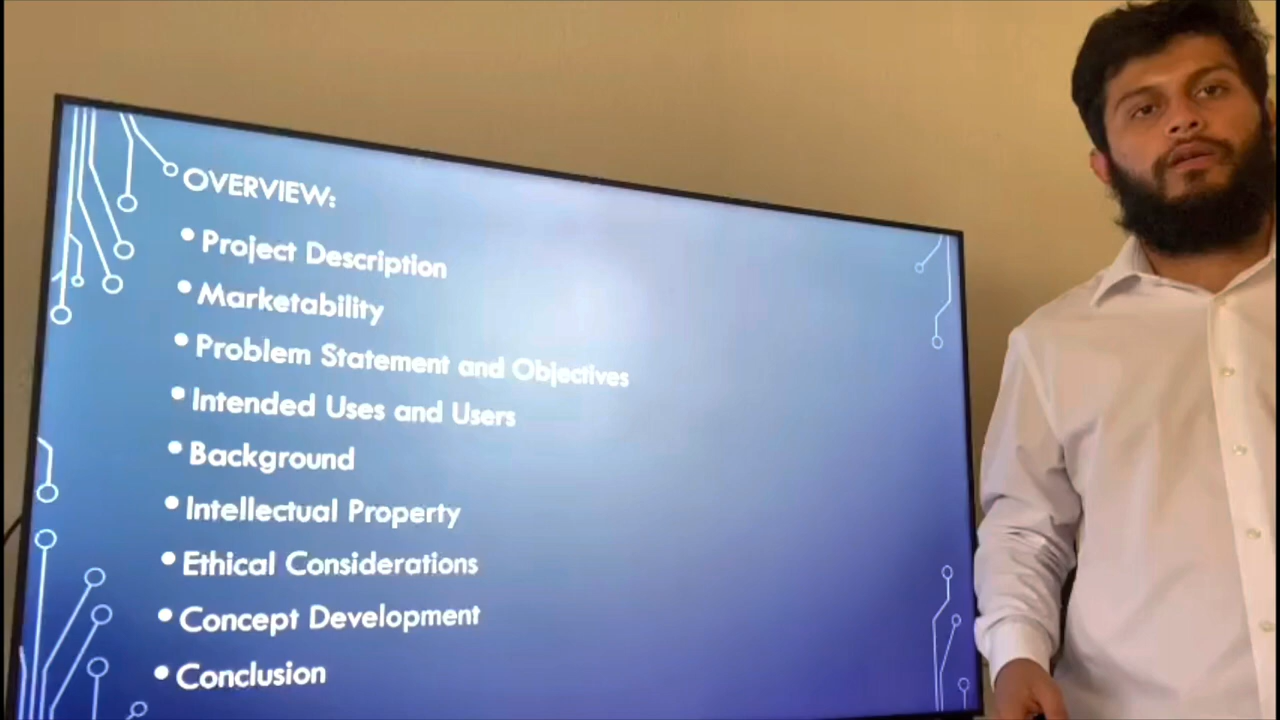 OVERVIEW:
• Project Description
• Marketability
• Problem Statement and Objectives
• Intended Uses and Users
• Background
• Intellectual Property
• Ethical Considerations
• Concept Development
• Conclusion